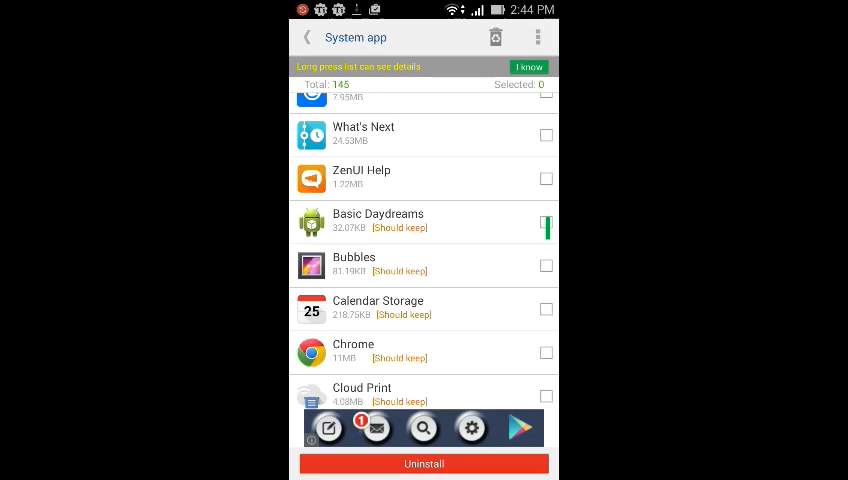 2:44 PM
System app
Long press list can see details
I know
Total: 145
Selected: 0
7.95MB
What's Next
24.53MB
ZenUI Help
1.22MB
Basic Daydreams
32.07KB [Should keep]
Bubbles
81.19KB [Should keep]
Calendar Storage
25
218.75KB [Should keep]
Chrome
11MB [Should keep]
Cloud Print
4.08MB [Should keep]
1
Uninstall